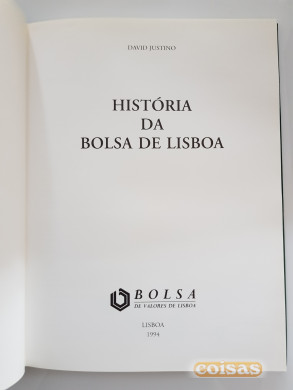 DAVID JUSTINO
HISTÓRIA
DA
BOLSA DE LISBOA
BOLSA
DE VALORES DE LISBOA
LISBOA
1994
coisas